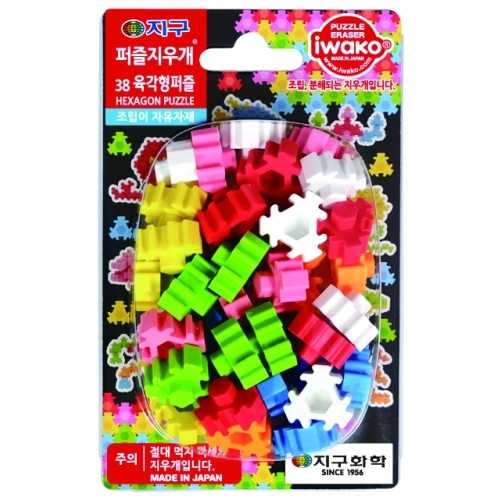 지구
퍼즐지우개
38 육각형퍼즐
HEXAGON PUZZLE
조립이 자유자재
PUZZLE
ERASER
iwako®
MADE IN JAPAN
www.iwako.com
조립, 분해되는 지우개입니다.
주의
절대 먹지 마세요
지우개입니다.
MADE IN JAPAN
지구화학
SINCE 1956